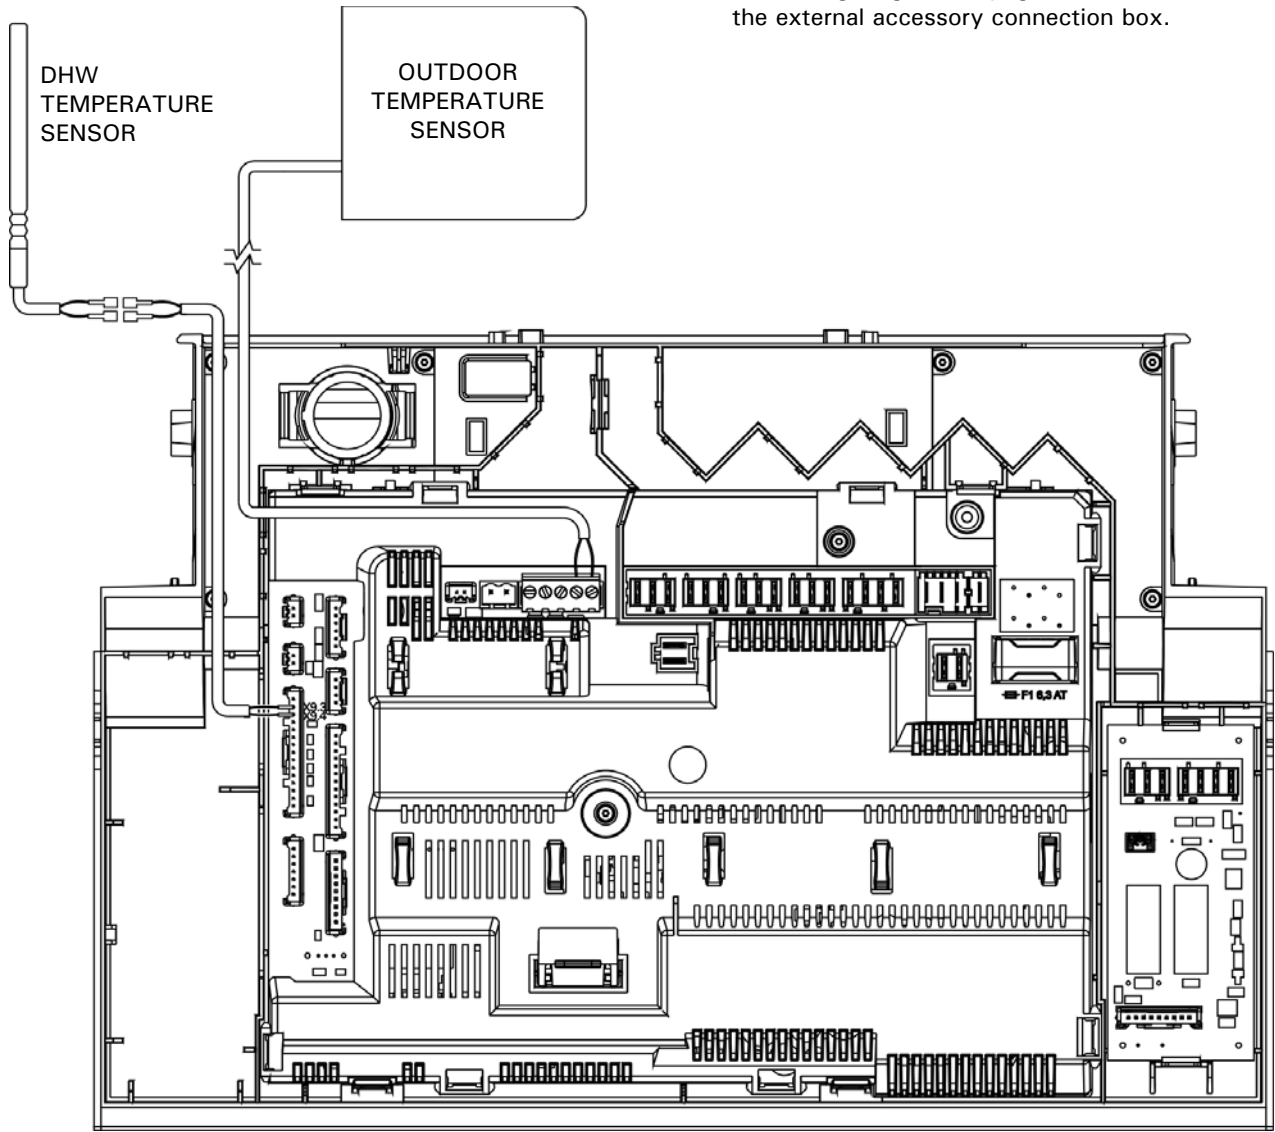 the external accessory connection box.
DHW
TEMPERATURE
SENSOR
OUTDOOR
TEMPERATURE
SENSOR
F1 6,3 AT